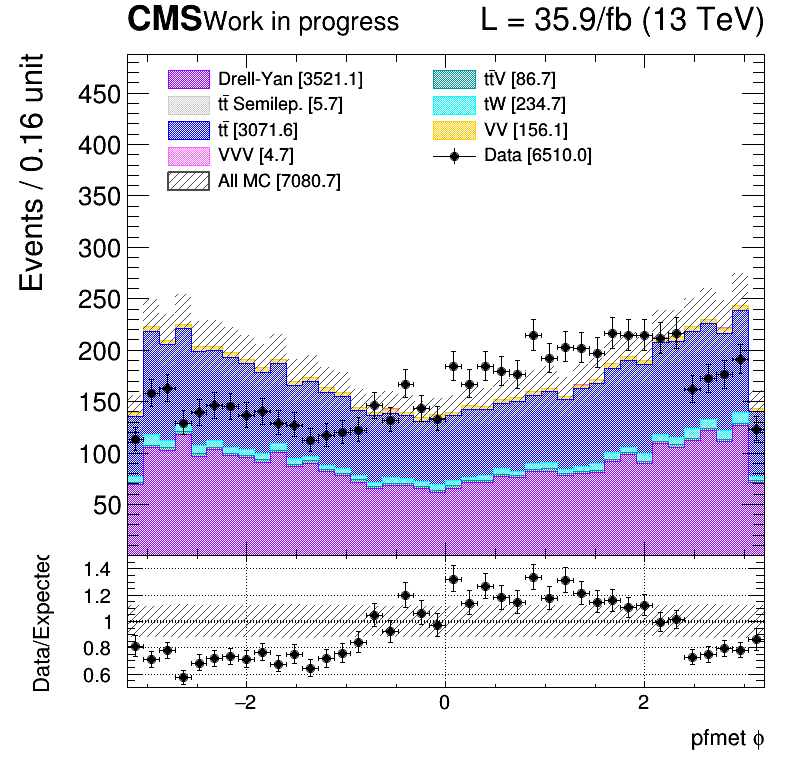 CMS Work in progress L = 35.9/fb (13 TeV)
Events / 0.16 unit
Drell-Yan [3521.1] tt̄V [86.7]
tt̄ Semilep. [5.7] tW [234.7]
tt̄ [3071.6] VV [156.1]
VVV [4.7] Data [6510.0]
All MC [7080.7]
450
400
350
300
250
200
150
100
50
Data/Expected
1.4
1.2
1
0.8
0.6
−2 0 2
pfmet ϕ